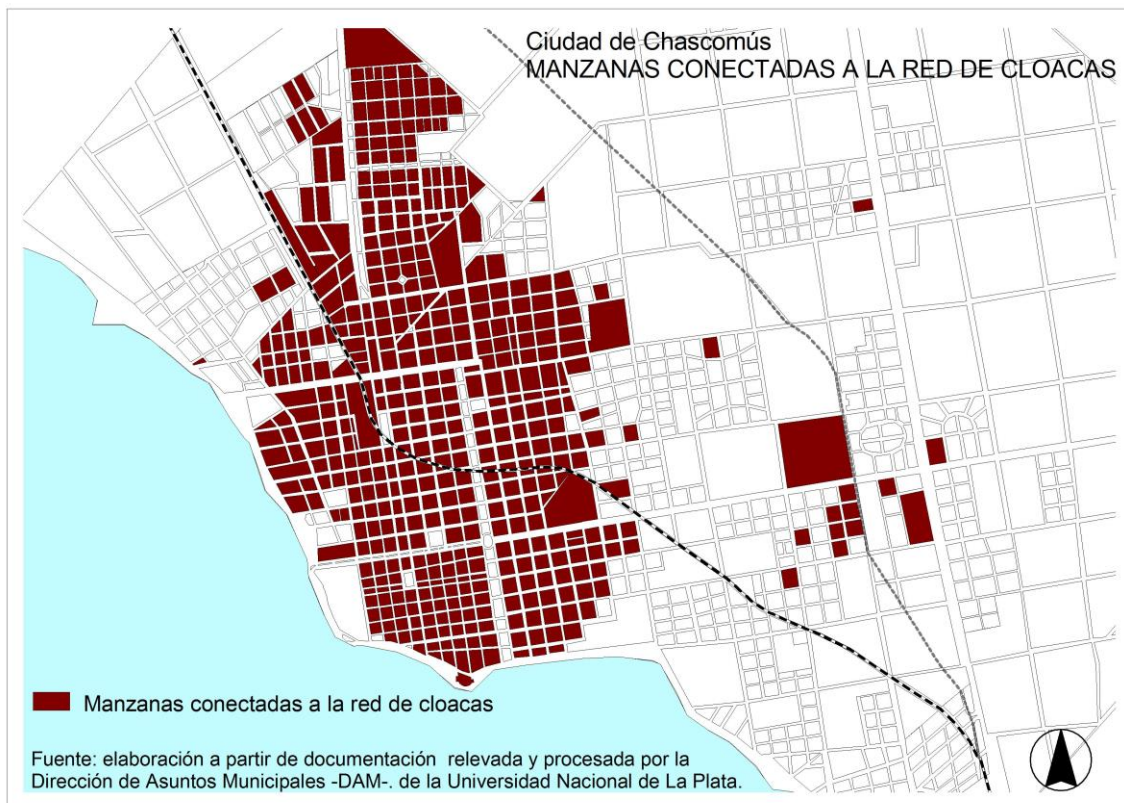 Ciudad de Chascomús
MANZANAS CONECTADAS A LA RED DE CLOACAS
Manzanas conectadas a la red de cloacas
Fuente: elaboración a partir de documentación relevada y procesada por la
Dirección de Asuntos Municipales -DAM-. de la Universidad Nacional de La Plata.